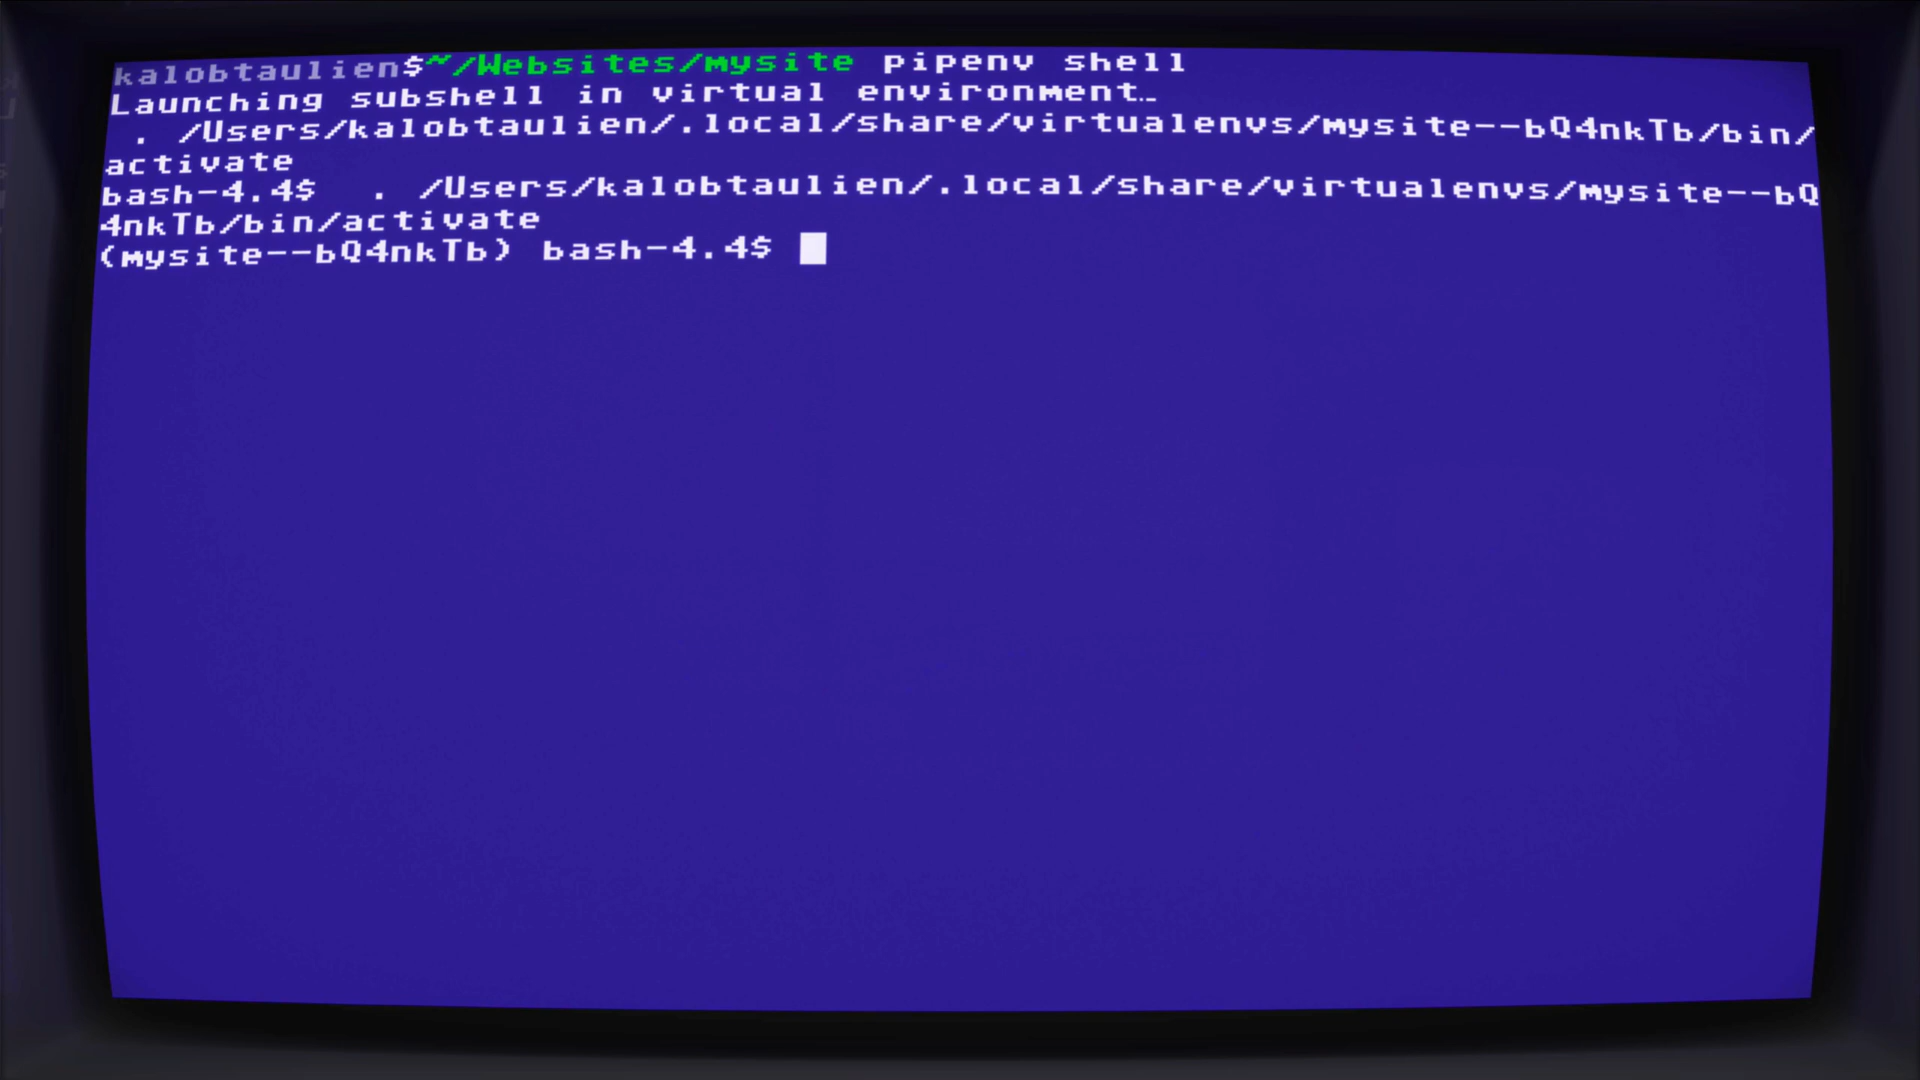 kalobtaulien$~/Websites/mysite pipenv shell
Launching subshell in virtual environment…
 . /Users/kalobtaulien/.local/share/virtualenvs/mysite--bQ4nkTb/bin/
activate
bash-4.4$  . /Users/kalobtaulien/.local/share/virtualenvs/mysite--bQ
4nkTb/bin/activate
(mysite--bQ4nkTb) bash-4.4$